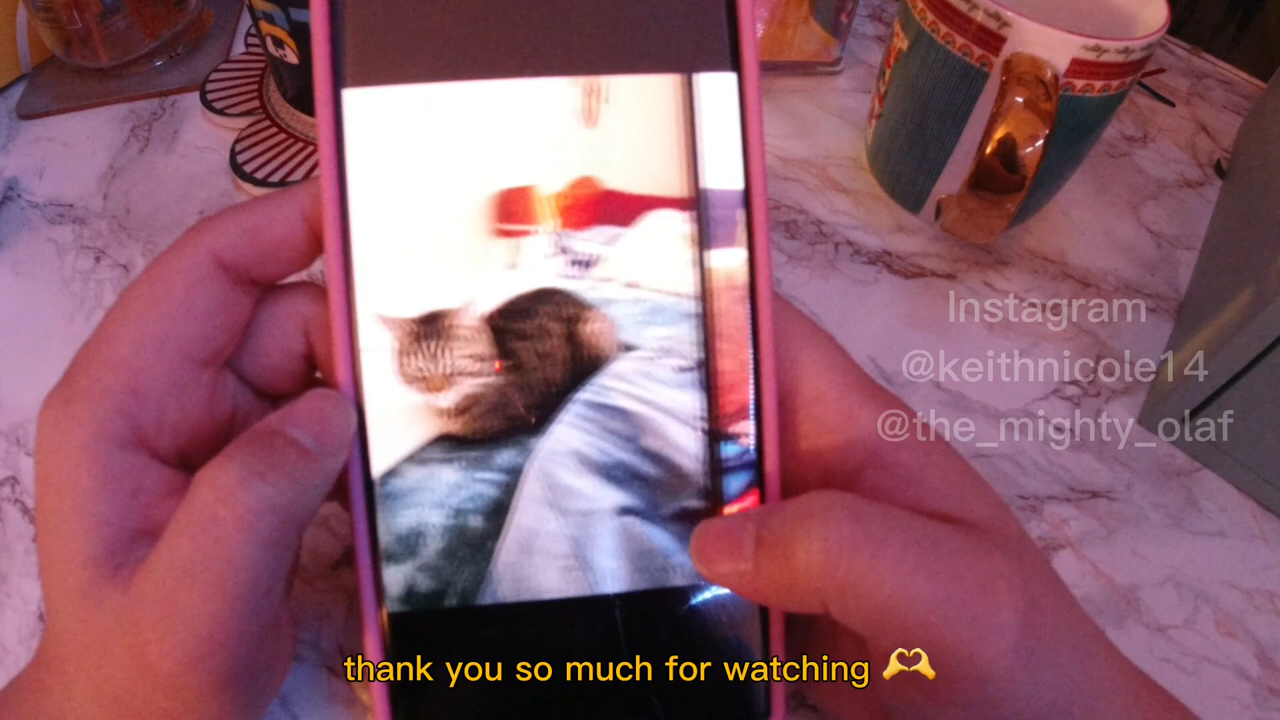 Instagram
@keithnicole14
@the_mighty_olaf
thank you so much for watching 🫶